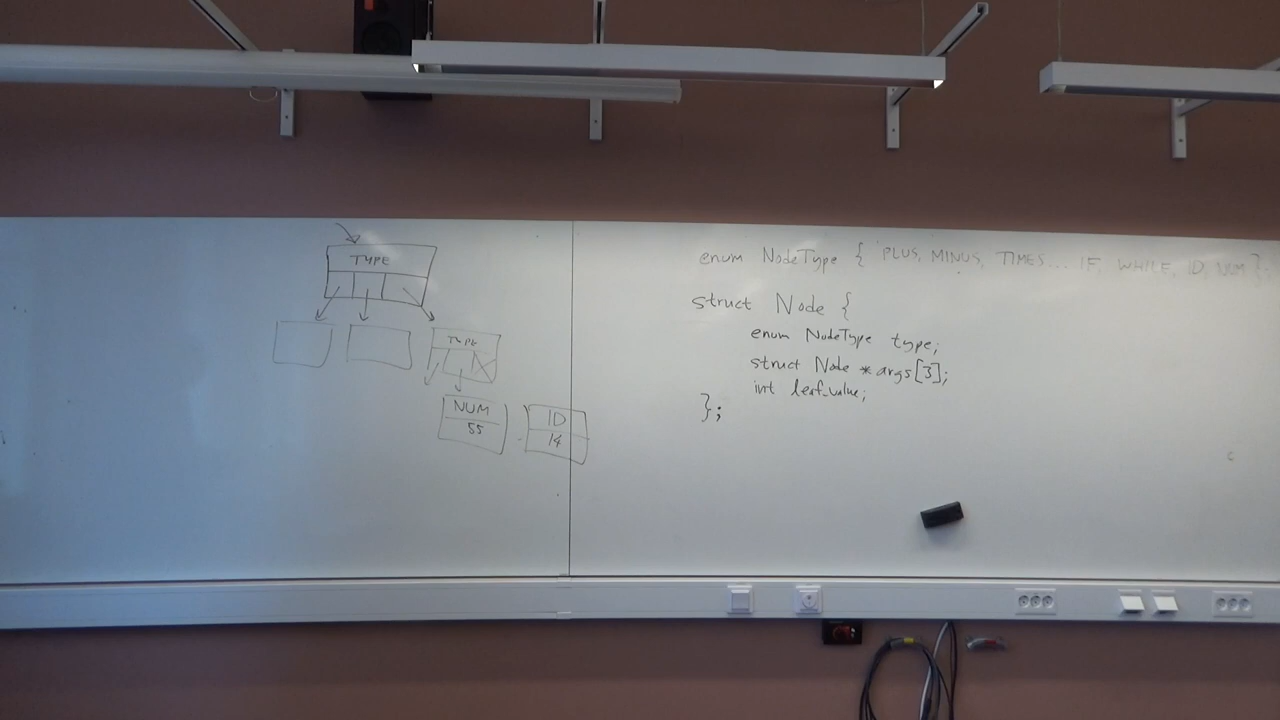 TYPE
TYPE
NUM
55
ID
14
enum NodeType { PLUS, MINUS, TIMES... IF, WHILE, ID, NUM };
struct Node {
enum NodeType type;
struct Node *args[3];
int leaf_value;
};